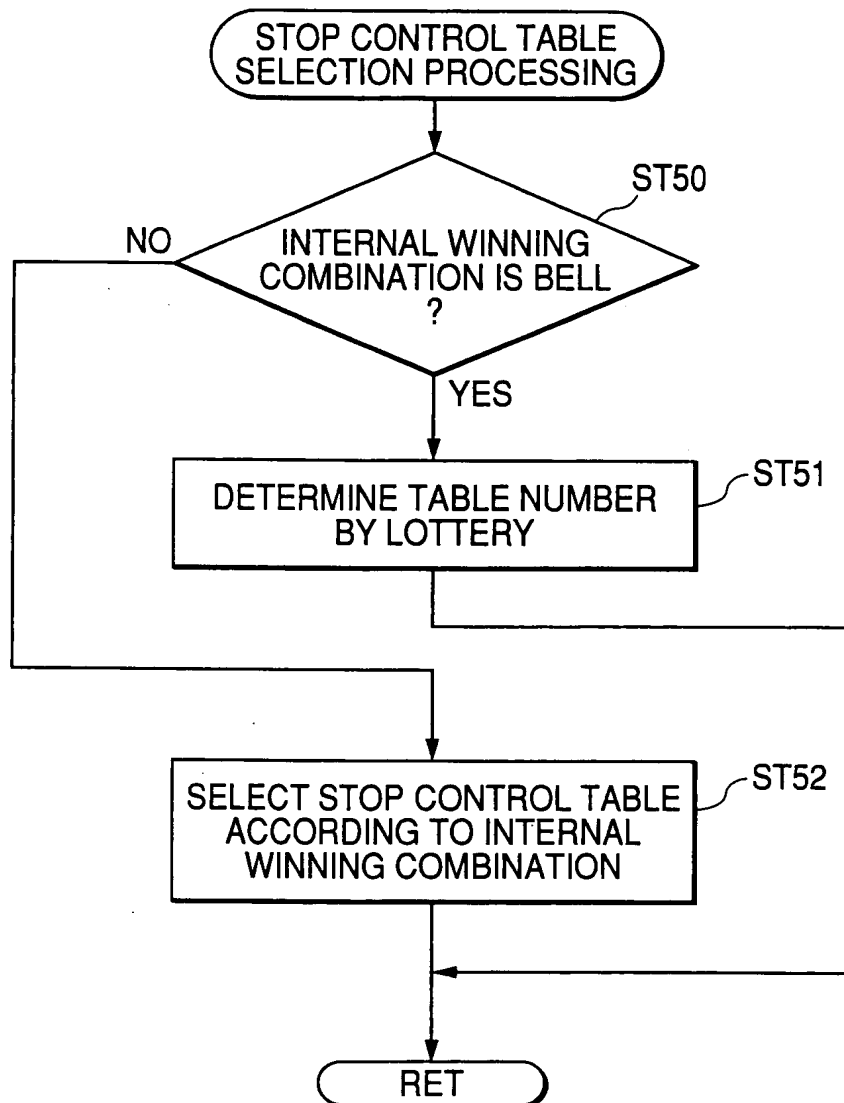 STOP CONTROL TABLE
SELECTION PROCESSING
ST50
NO
INTERNAL WINNING
COMBINATION IS BELL
?
YES
ST51
DETERMINE TABLE NUMBER
BY LOTTERY
ST52
SELECT STOP CONTROL TABLE
ACCORDING TO INTERNAL
WINNING COMBINATION
RET